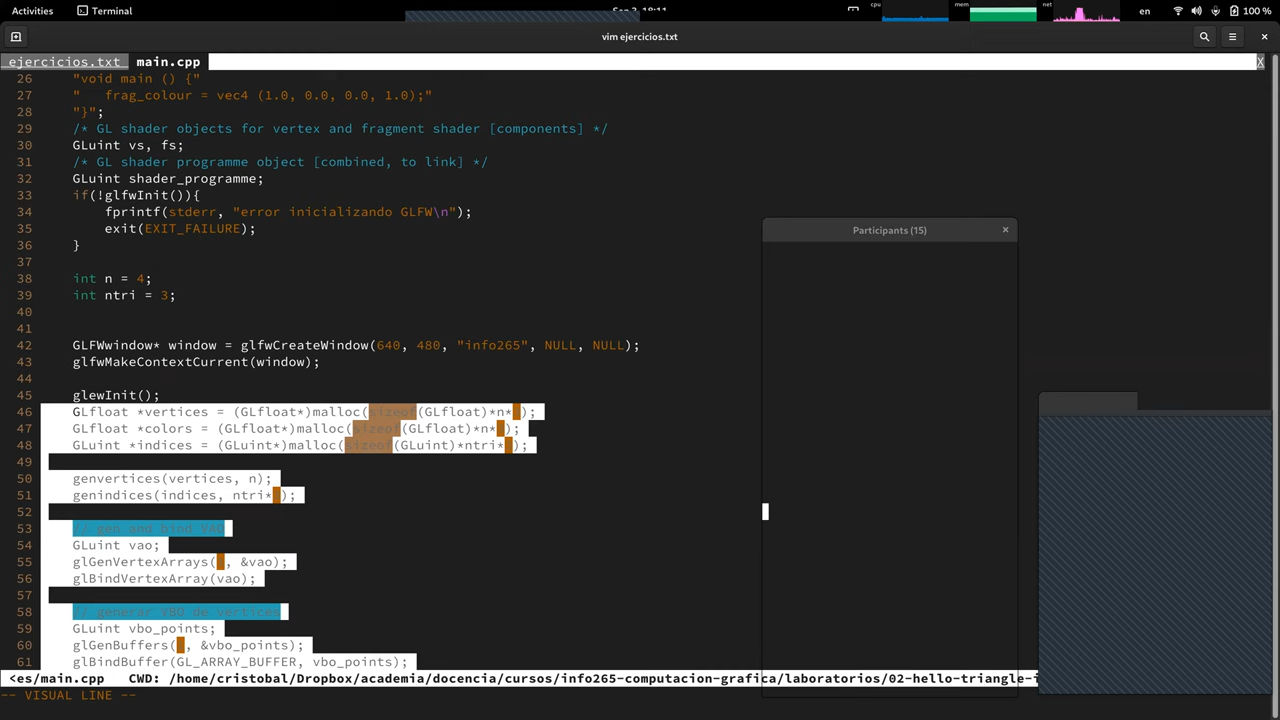 Activities Terminal cpu mem net en 100 %
vim ejercicios.txt
ejercicios.txt main.cpp X
26 "void main () {"
27 " frag_colour = vec4 (1.0, 0.0, 0.0, 1.0);"
28 "}";
29 /* GL shader objects for vertex and fragment shader [components] */
30 GLuint vs, fs;
31 /* GL shader programme object [combined, to link] */
32 GLuint shader_programme;
33 if(!glfwInit()){
34 fprintf(stderr, "error inicializando GLFW\n");
35 exit(EXIT_FAILURE);
36 }
37
38 int n = 4;
39 int ntri = 3;
40
41
42 GLFWwindow* window = glfwCreateWindow(640, 480, "info265", NULL, NULL);
43 glfwMakeContextCurrent(window);
44
45 glewInit();
46 GLfloat *vertices = (GLfloat*)malloc(sizeof(GLfloat)*n* );
47 GLfloat *colors = (GLfloat*)malloc(sizeof(GLfloat)*n* );
48 GLuint *indices = (GLuint*)malloc(sizeof(GLuint)*ntri* );
49
50 genvertices(vertices, n);
51 genindices(indices, ntri* );
52
53 // gen and bind VAO
54 GLuint vao;
55 glGenVertexArrays( , &vao);
56 glBindVertexArray(vao);
57
58 // generar VBO de vertices
59 GLuint vbo_points;
60 glGenBuffers( , &vbo_points);
61 glBindBuffer(GL_ARRAY_BUFFER, vbo_points);
<es/main.cpp CWD: /home/cristobal/Dropbox/academia/docencia/cursos/info265-computacion-grafica/laboratorios/02-hello-triangle-i
-- VISUAL LINE --
Participants (15)